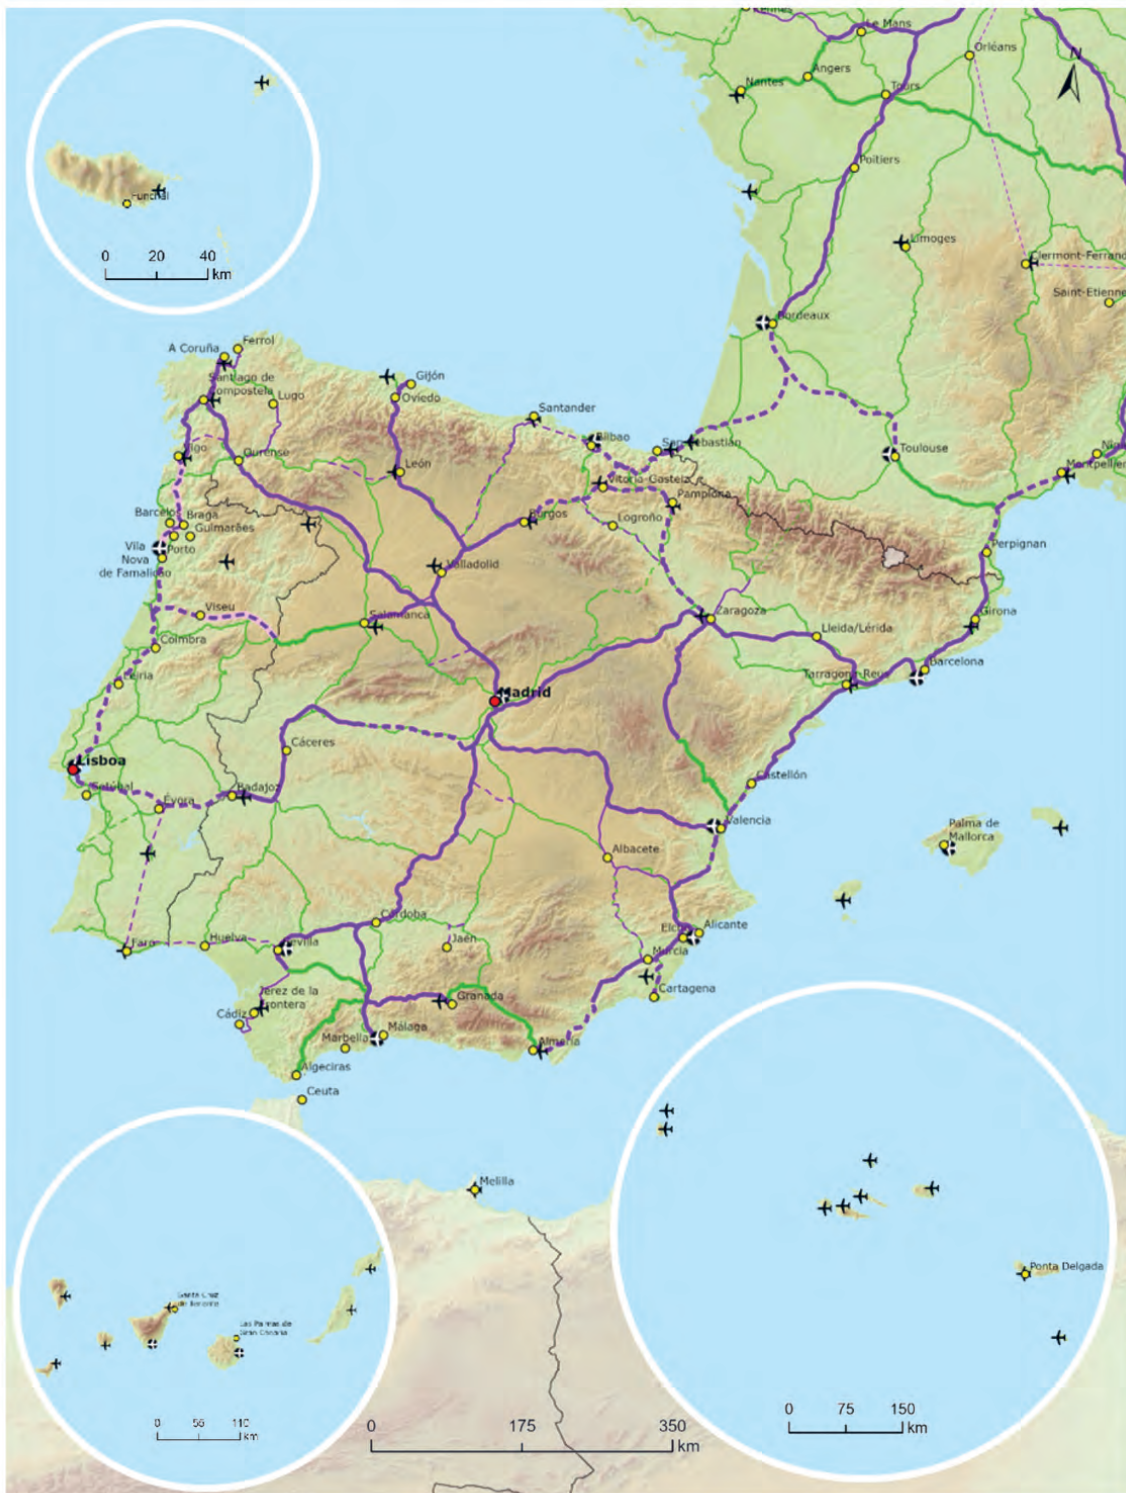 Rennes
Le Mans
Orléans
N
Angers
Nantes
Tours
Poitiers
Limoges
Clermont-Ferrand
Saint-Etienne
Funchal
0 20 40
km
Bordeaux
A Coruña
Ferrol
Gijón
Santiago de
Compostela
Lugo
Oviedo
Santander
Bilbao
San Sebastián
Toulouse
Montpellier
Vigo
Ourense
León
Vitoria-Gasteiz
Pamplona
Barcelos
Braga
Guimarães
Burgos
Logroño
Perpignan
Vila
Nova
de Famalicão
Porto
Valladolid
Viseu
Salamanca
Zaragoza
Girona
Lleida/Lérida
Coimbra
Barcelona
Leiria
Tarragona-Reus
Madrid
Lisboa
Cáceres
Setúbal
Évora
Badajoz
Castellón
Valencia
Palma de
Mallorca
Albacete
Faro
Huelva
Sevilla
Córdoba
Jaén
Elche
Alicante
Murcia
Cartagena
Jerez de la
Frontera
Cádiz
Granada
Marbella
Málaga
Almería
Algeciras
Ceuta
Melilla
Ponta Delgada
Santa Cruz
de Tenerife
Las Palmas de
Gran Canaria
0 55 110
km
0 175 350
km
0 75 150
km